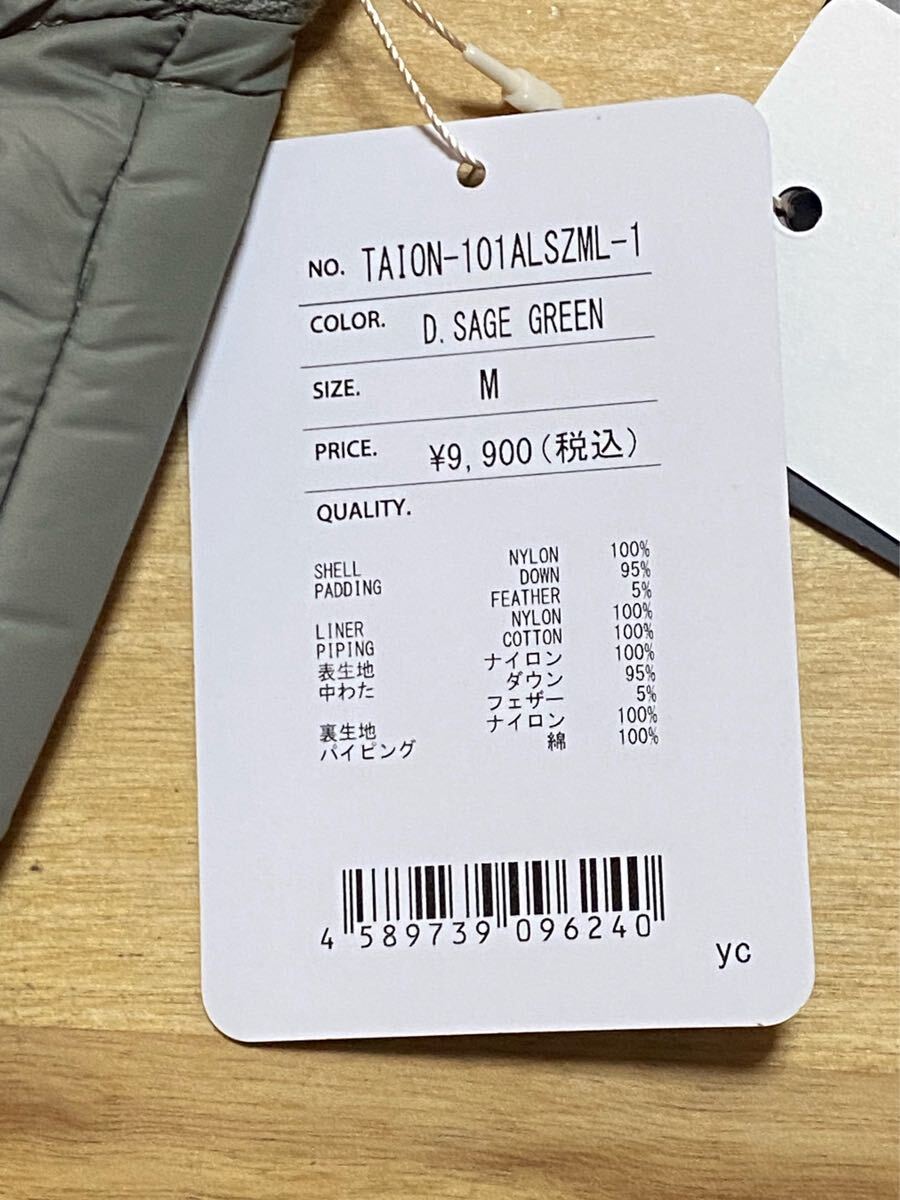 NO. TAION-101ALSZML-1
COLOR. D.SAGE GREEN
SIZE. M
PRICE. ¥9,900(税込)
QUALITY.
SHELL NYLON 100%
PADDING DOWN 95%
FEATHER 5%
LINER NYLON 100%
PIPING COTTON 100%
表生地 ナイロン 100%
中わた ダウン 95%
フェザー 5%
裏生地 ナイロン 100%
パイピング 綿 100%
4 589739 096240
yc